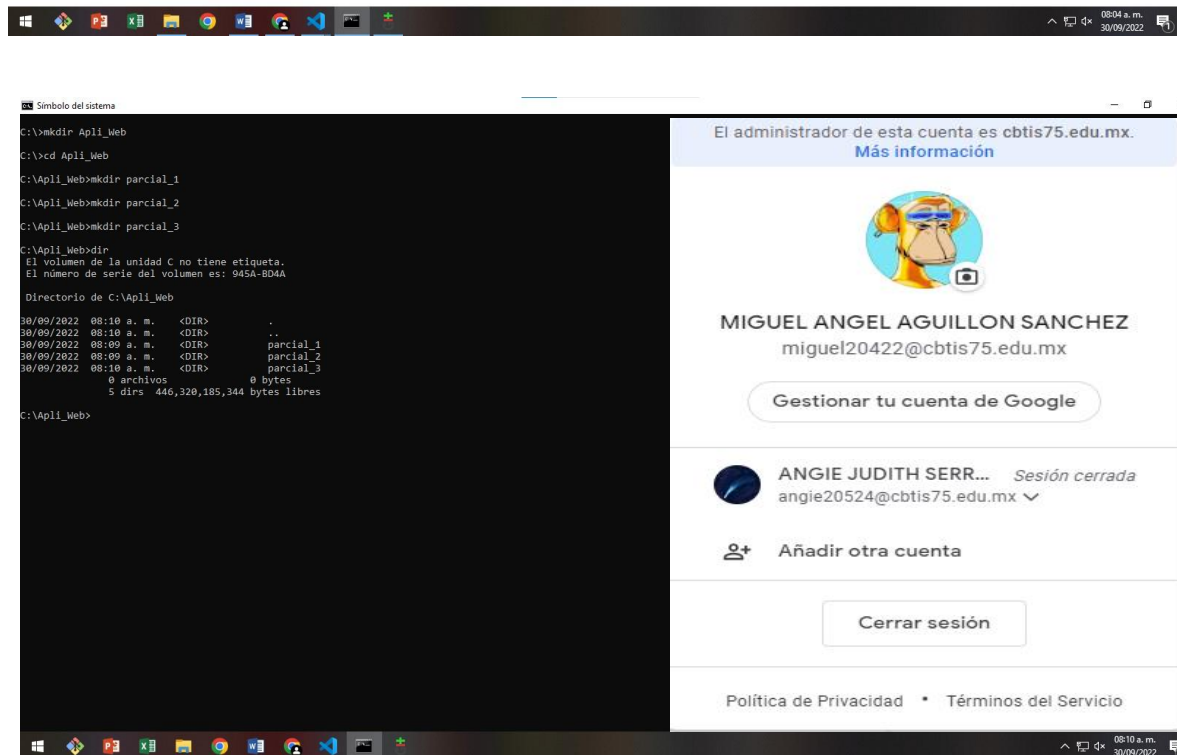 08:04 a. m.
30/09/2022
1
Símbolo del sistema
C:\>mkdir Apli_Web
C:\>cd Apli_Web
C:\Apli_Web>mkdir parcial_1
C:\Apli_Web>mkdir parcial_2
C:\Apli_Web>mkdir parcial_3
C:\Apli_Web>dir
El volumen de la unidad C no tiene etiqueta.
El número de serie del volumen es: 945A-BD4A
Directorio de C:\Apli_Web
30/09/2022 08:10 a. m. <DIR> .
30/09/2022 08:10 a. m. <DIR> ..
30/09/2022 08:09 a. m. <DIR> parcial_1
30/09/2022 08:09 a. m. <DIR> parcial_2
30/09/2022 08:10 a. m. <DIR> parcial_3
0 archivos 0 bytes
5 dirs 446,320,185,344 bytes libres
C:\Apli_Web>
El administrador de esta cuenta es cbtis75.edu.mx.
Más información
MIGUEL ANGEL AGUILLON SANCHEZ
miguel20422@cbtis75.edu.mx
Gestionar tu cuenta de Google
ANGIE JUDITH SERR... Sesión cerrada
angie20524@cbtis75.edu.mx
Añadir otra cuenta
Cerrar sesión
Política de Privacidad • Términos del Servicio
08:10 a. m.
30/09/2022